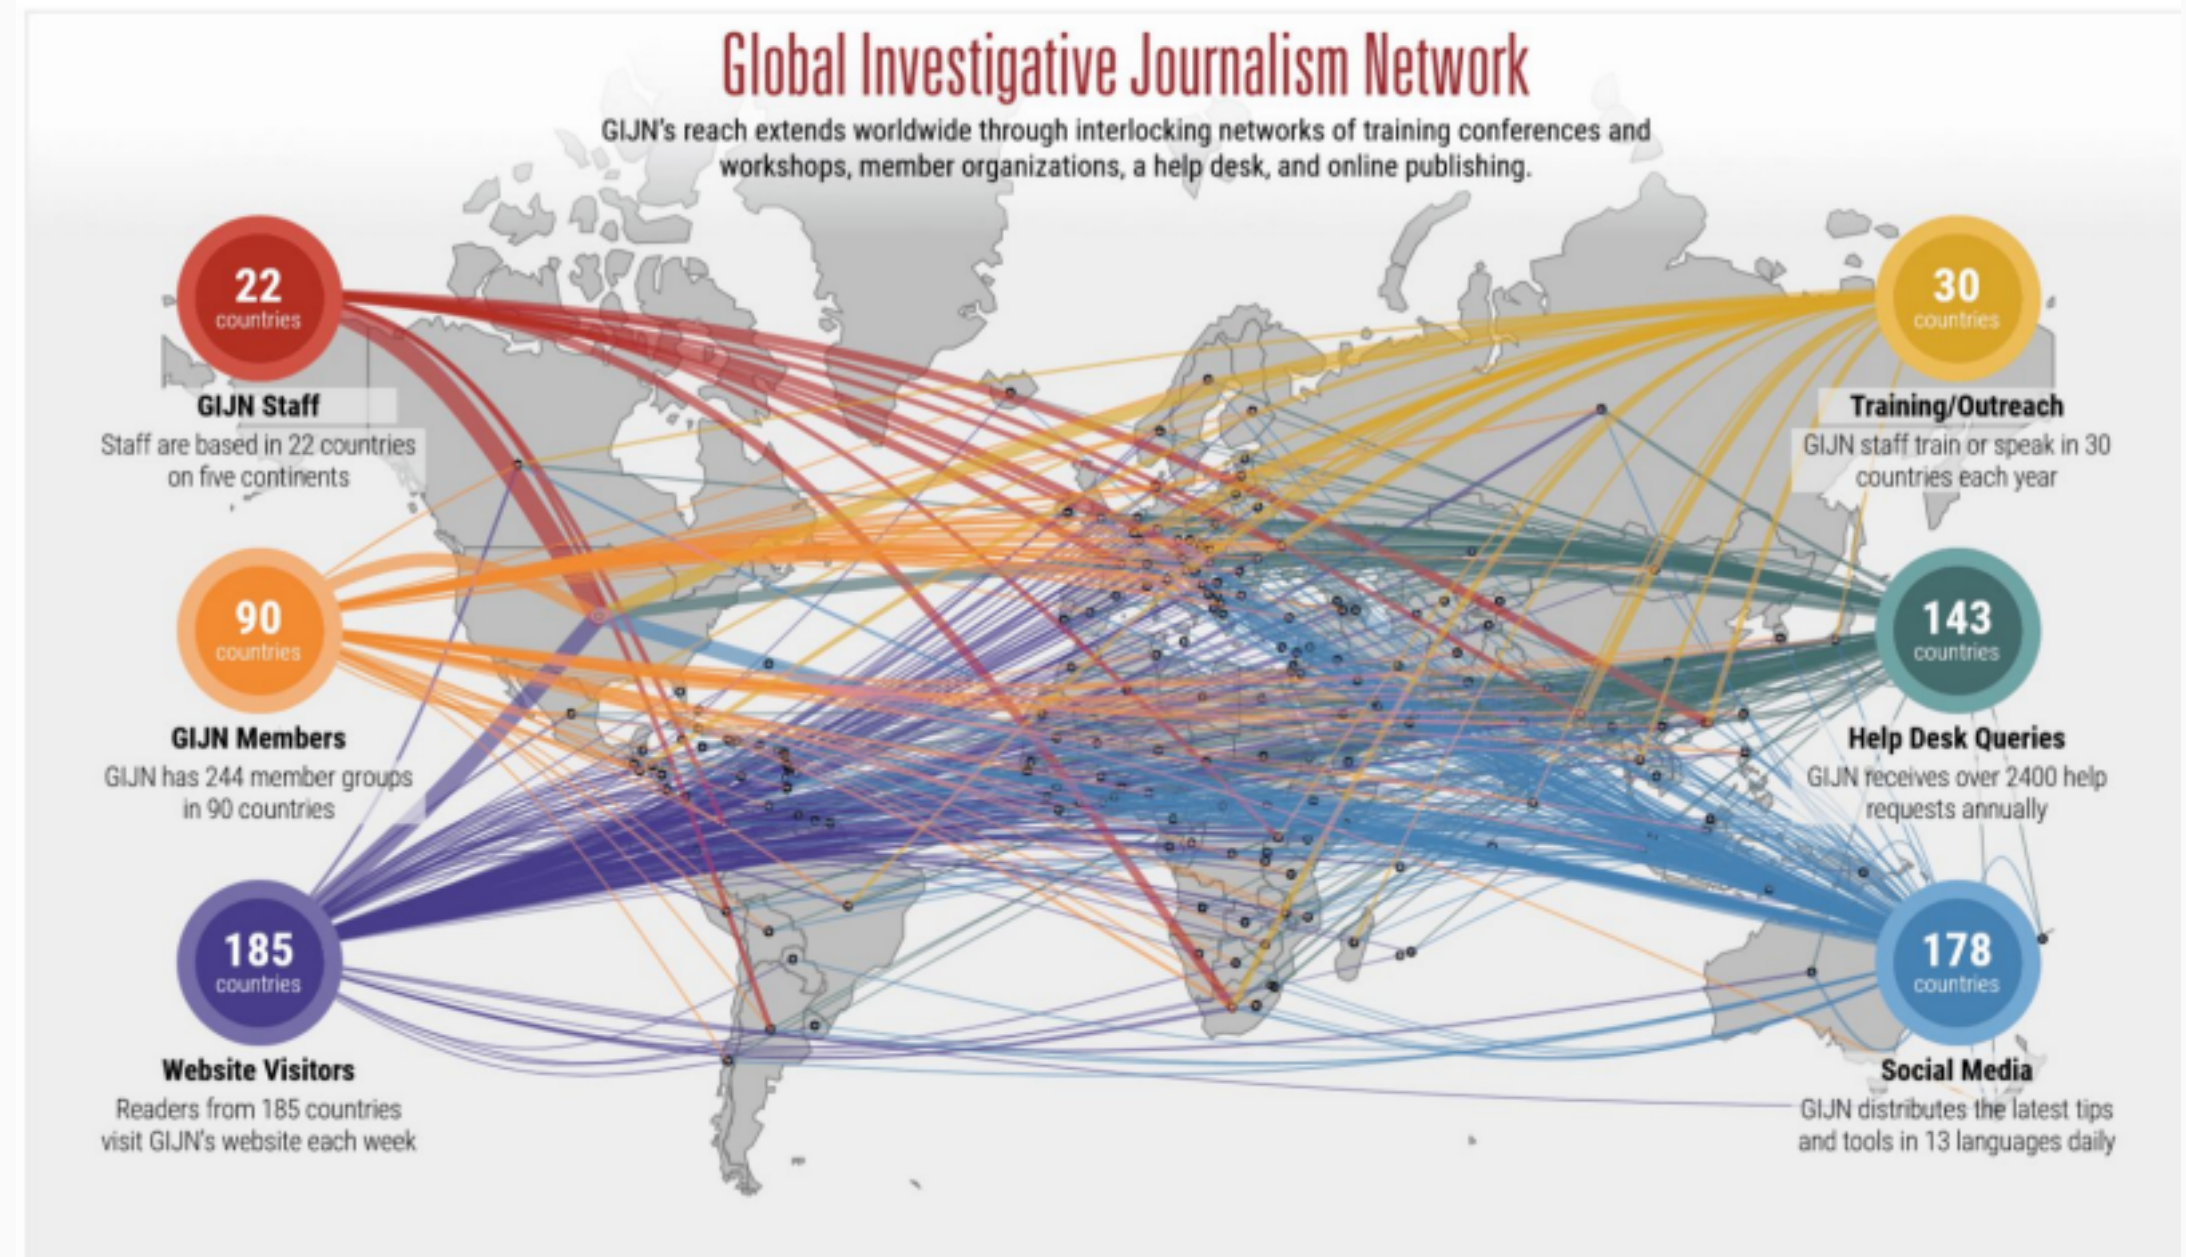 Global Investigative Journalism Network
GIJN's reach extends worldwide through interlocking networks of training conferences and
workshops, member organizations, a help desk, and online publishing.
22
countries
GIJN Staff
Staff are based in 22 countries
on five continents
90
countries
GIJN Members
GIJN has 244 member groups
in 90 countries
185
countries
Website Visitors
Readers from 185 countries
visit GIJN's website each week
30
countries
Training/Outreach
GIJN staff train or speak in 30
countries each year
143
countries
Help Desk Queries
GIJN receives over 2400 help
requests annually
178
countries
Social Media
GIJN distributes the latest tips
and tools in 13 languages daily